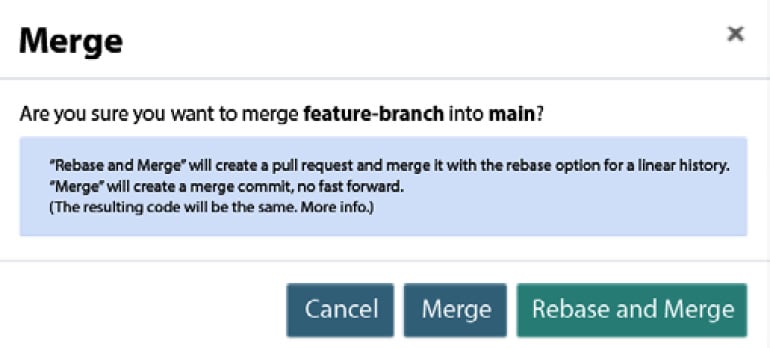 Merge
×
Are you sure you want to merge feature-branch into main?
"Rebase and Merge" will create a pull request and merge it with the rebase option for a linear history.
"Merge" will create a merge commit, no fast forward.
(The resulting code will be the same. More info.)
Cancel Merge Rebase and Merge